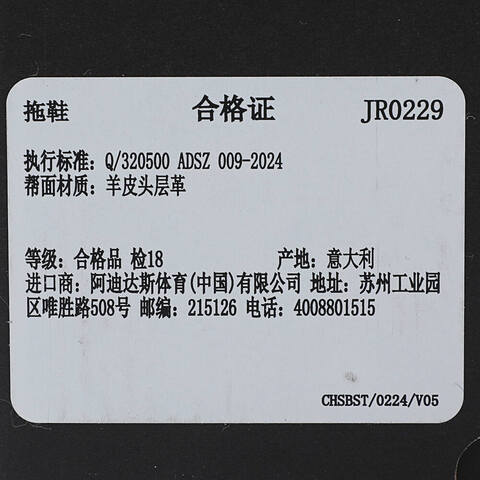 拖鞋 合格证 JR0229
执行标准：Q/320500 ADSZ 009-2024
帮面材质：羊皮头层革
等级：合格品 检18 产地：意大利
进口商：阿迪达斯体育(中国)有限公司 地址：苏州工业园
区唯胜路508号 邮编：215126 电话：4008801515
CHSBST/0224/V05